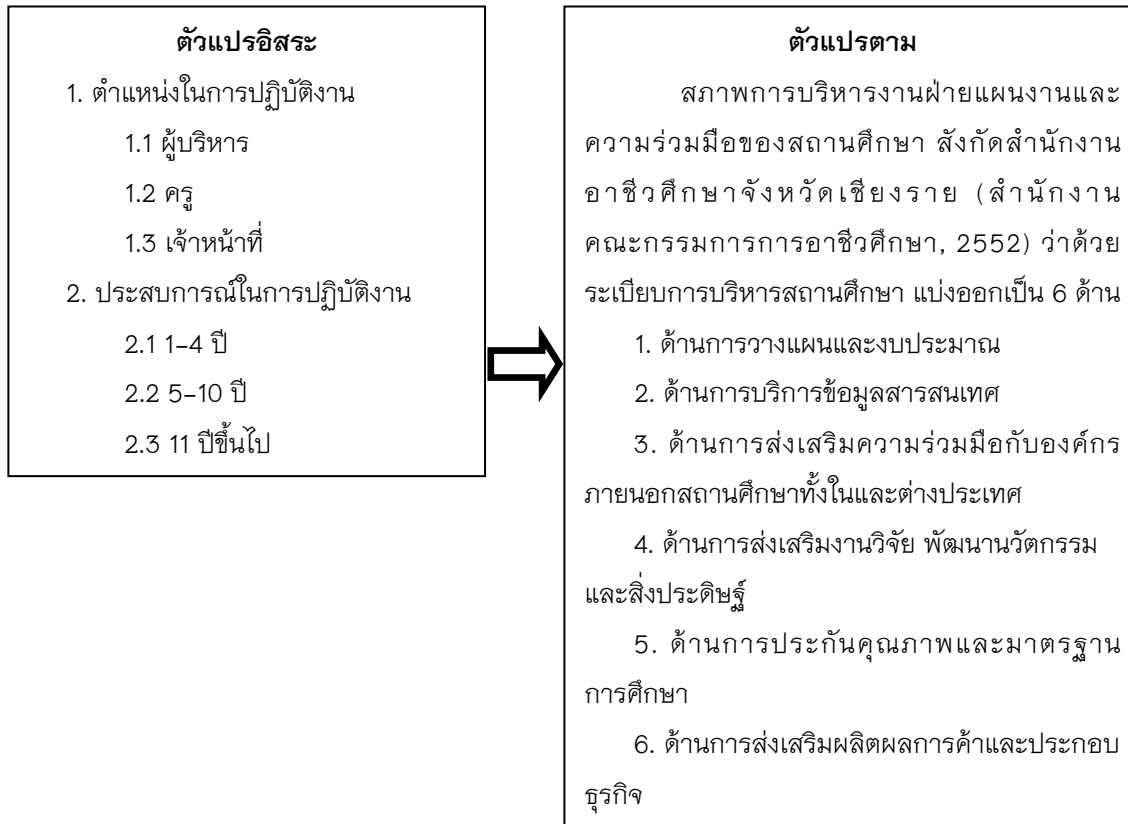 ตัวแปรอิสระ
1. ตำแหน่งในการปฏิบัติงาน
1.1 ผู้บริหาร
1.2 ครู
1.3 เจ้าหน้าที่
2. ประสบการณ์ในการปฏิบัติงาน
2.1 1–4 ปี
2.2 5–10 ปี
2.3 11 ปีขึ้นไป
ตัวแปรตาม
สภาพการบริหารงานฝ่ายแผนงานและ
ความร่วมมือของสถานศึกษา สังกัดสำนักงาน
อาชีวศึกษาจังหวัดเชียงราย (สำนักงาน
คณะกรรมการการอาชีวศึกษา, 2552) ว่าด้วย
ระเบียบการบริหารสถานศึกษา แบ่งออกเป็น 6 ด้าน
1. ด้านการวางแผนและงบประมาณ
2. ด้านการบริการข้อมูลสารสนเทศ
3. ด้านการส่งเสริมความร่วมมือกับองค์กร
ภายนอกสถานศึกษาทั้งในและต่างประเทศ
4. ด้านการส่งเสริมงานวิจัย พัฒนานวัตกรรม
และสิ่งประดิษฐ์
5. ด้านการประกันคุณภาพและมาตรฐาน
การศึกษา
6. ด้านการส่งเสริมผลิตผลการค้าและประกอบ
ธุรกิจ